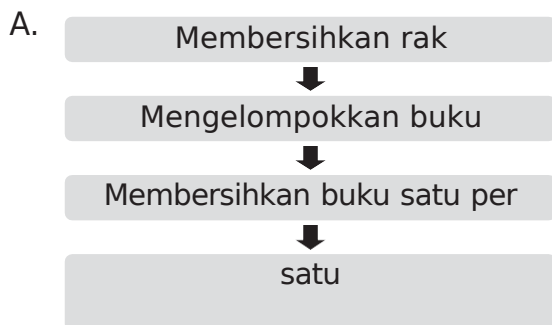 A.
Membersihkan rak
Mengelompokkan buku
Membersihkan buku satu per
satu